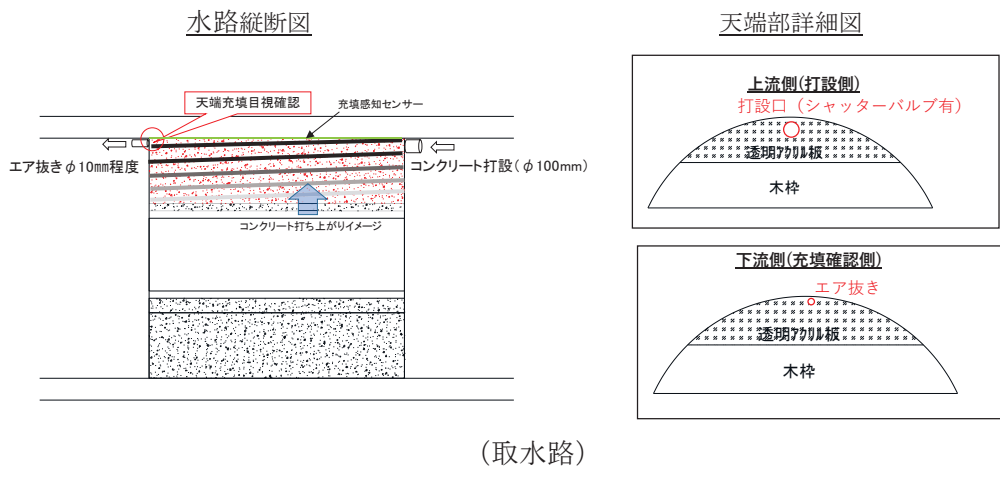 水路縦断図
天端充填目視確認
充填感知センサー
エア抜きφ10㎜程度
コンクリート打設(φ100mm)
コンクリート打ち上がりイメージ
天端部詳細図
上流側(打設側)
打設口（シャッターバルブ有）
透明ｱｸﾘﾙ板
木枠
下流側(充填確認側)
エア抜き
透明ｱｸﾘﾙ板
木枠
（取水路）